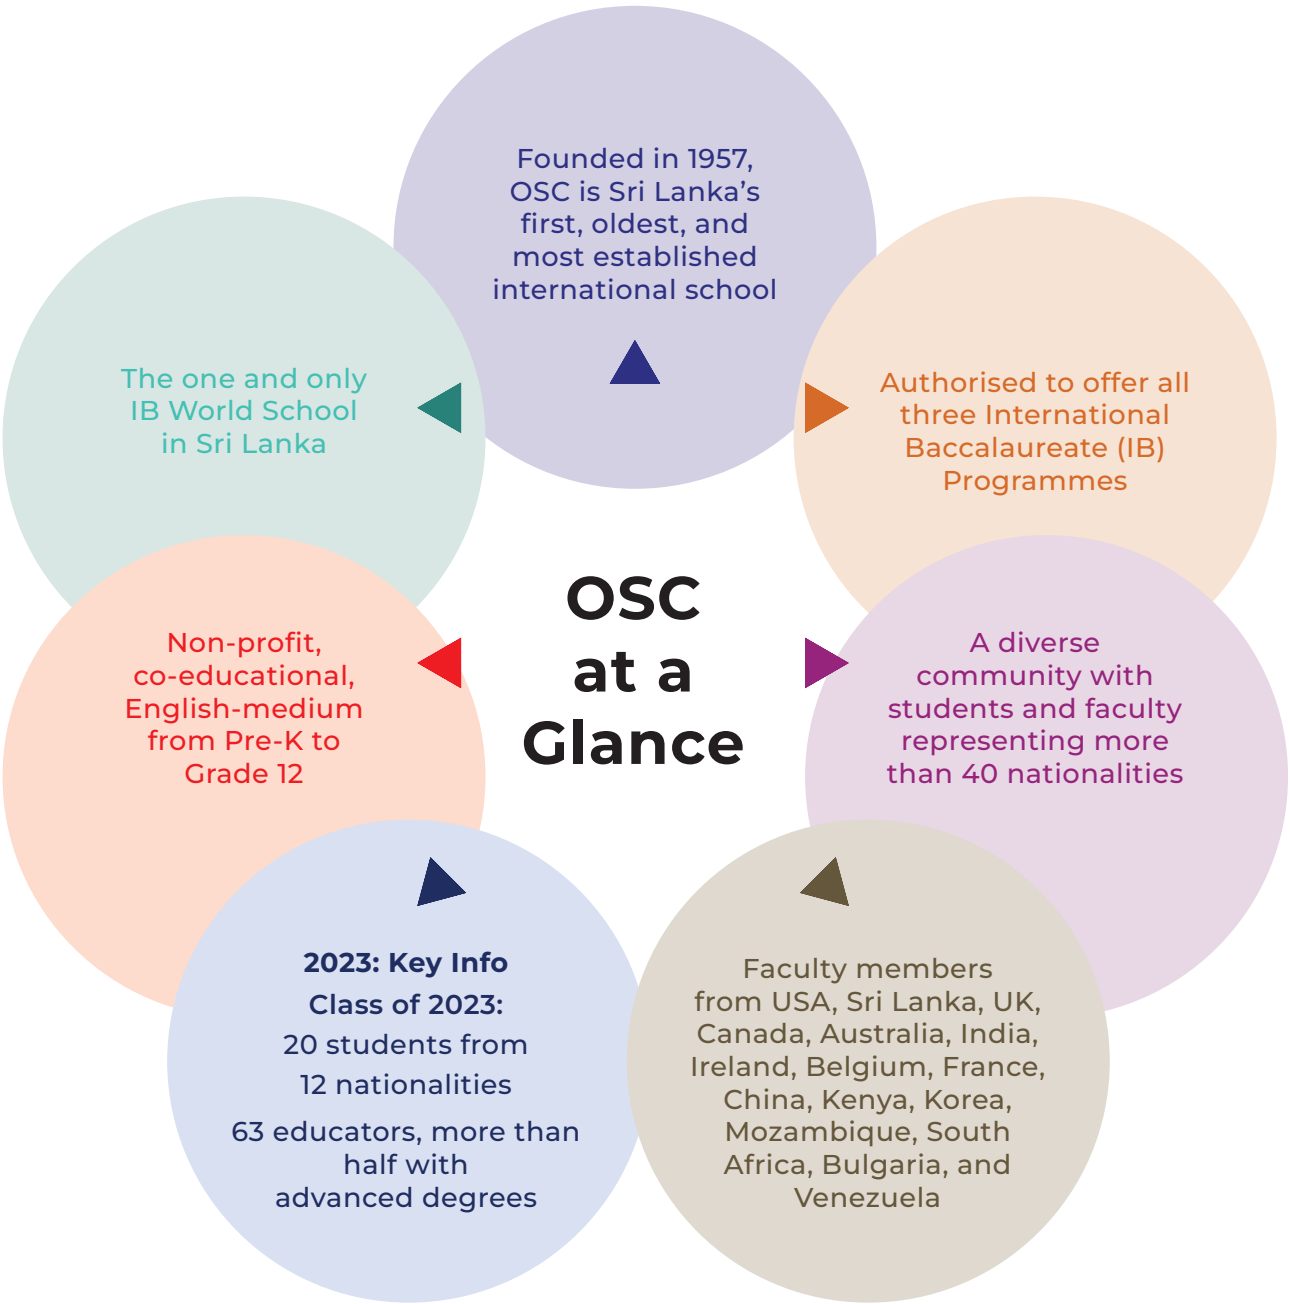 Founded in 1957,
OSC is Sri Lanka’s
first, oldest, and
most established
international school
The one and only
IB World School
in Sri Lanka
Authorised to offer all
three International
Baccalaureate (IB)
Programmes
OSC
at a
Glance
Non-profit,
co-educational,
English-medium
from Pre-K to
Grade 12
A diverse
community with
students and faculty
representing more
than 40 nationalities
2023: Key Info
Class of 2023:
20 students from
12 nationalities
63 educators, more than
half with
advanced degrees
Faculty members
from USA, Sri Lanka, UK,
Canada, Australia, India,
Ireland, Belgium, France,
China, Kenya, Korea,
Mozambique, South
Africa, Bulgaria, and
Venezuela